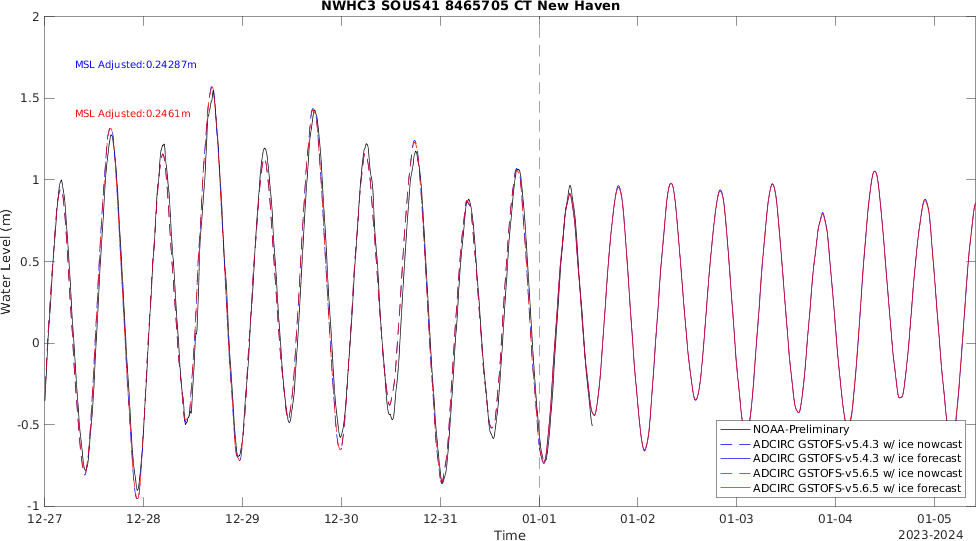 NWHC3 SOUS41 8465705 CT New Haven
2
1.5
1
0.5
0
-0.5
-1
Water Level (m)
MSL Adjusted:0.24287m
MSL Adjusted:0.2461m
NOAA-Preliminary
ADCIRC GSTOFS-v5.4.3 w/ ice nowcast
ADCIRC GSTOFS-v5.4.3 w/ ice forecast
ADCIRC GSTOFS-v5.6.5 w/ ice nowcast
ADCIRC GSTOFS-v5.6.5 w/ ice forecast
12-27 12-28 12-29 12-30 12-31 01-01 01-02 01-03 01-04 01-05
Time
2023-2024